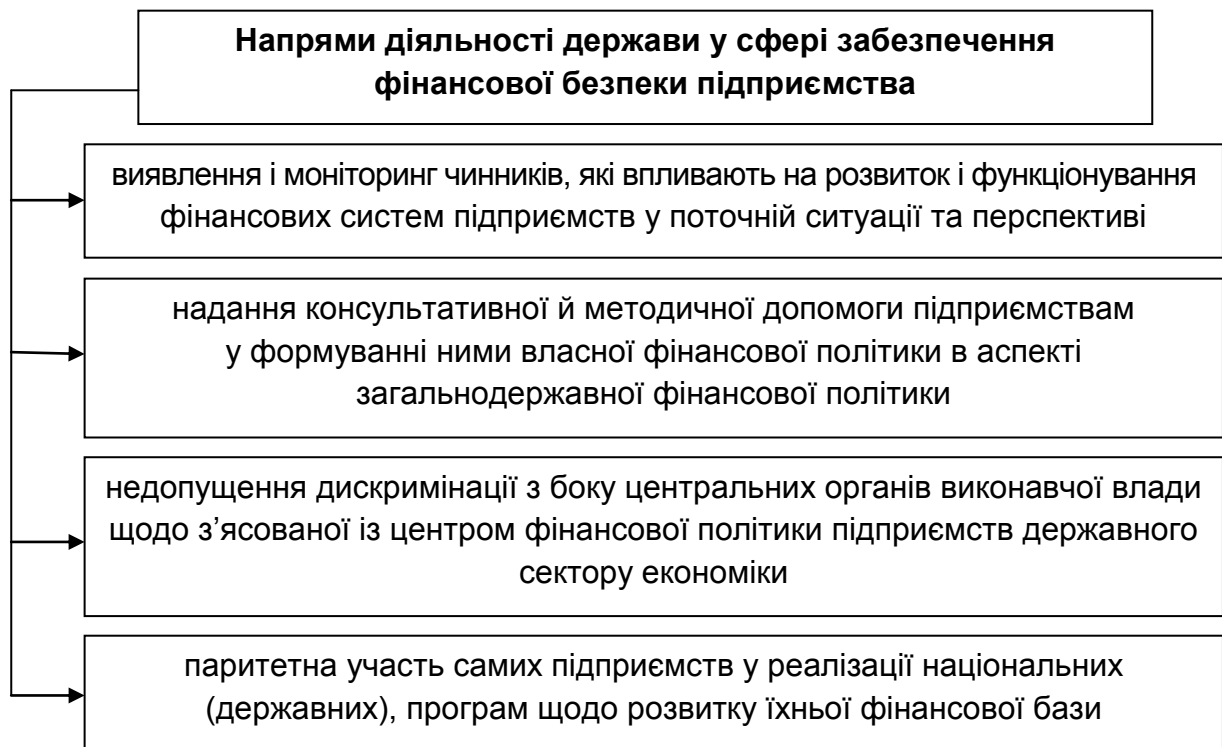 Напрями діяльності держави у сфері забезпечення
фінансової безпеки підприємства
виявлення і моніторинг чинників, які впливають на розвиток і функціонування
фінансових систем підприємств у поточній ситуації та перспективі
надання консультативної й методичної допомоги підприємствам
у формуванні ними власної фінансової політики в аспекті
загальнодержавної фінансової політики
недопущення дискримінації з боку центральних органів виконавчої влади
щодо з’ясованої із центром фінансової політики підприємств державного
сектору економіки
паритетна участь самих підприємств у реалізації національних
(державних), програм щодо розвитку їхньої фінансової бази